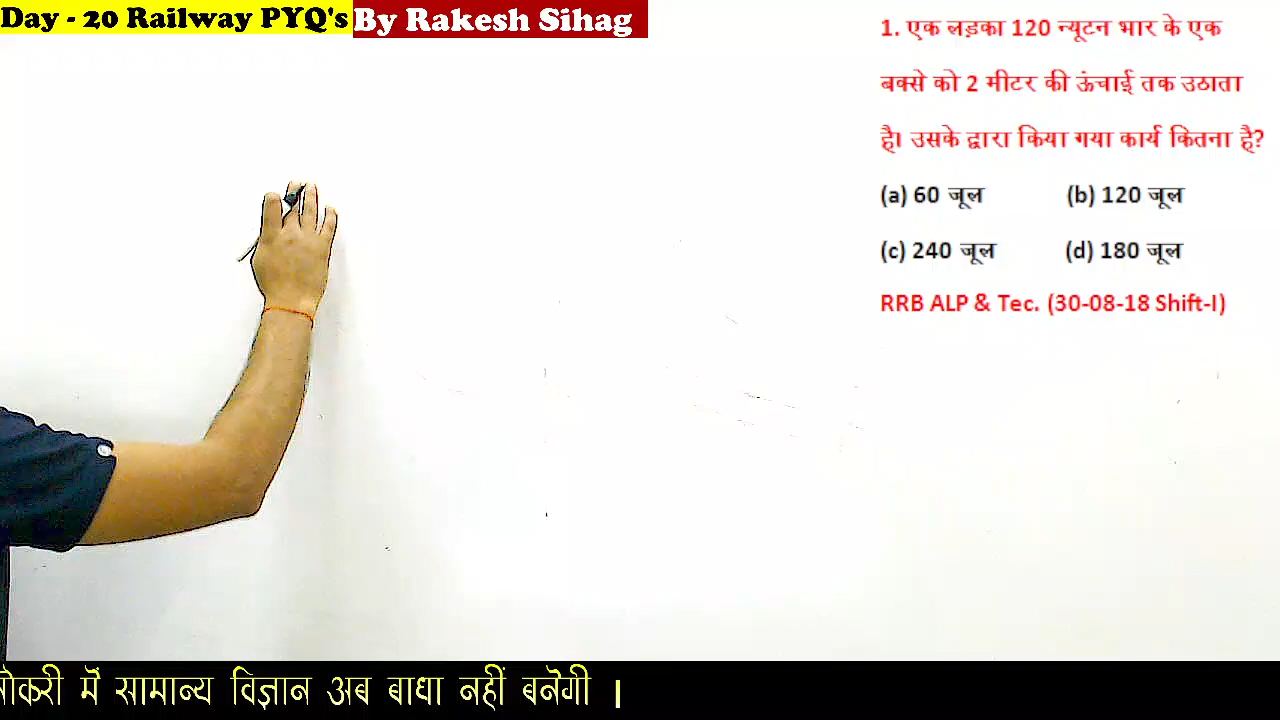 Day - 20 Railway PYQ's By Rakesh Sihag
1. एक लड़का 120 न्यूटन भार के एक
बक्से को 2 मीटर की ऊंचाई तक उठाता
है। उसके द्वारा किया गया कार्य कितना है?
(a) 60 जूल (b) 120 जूल
(c) 240 जूल (d) 180 जूल
RRB ALP & Tec. (30-08-18 Shift-I)
में सामान्य विज्ञान अब बाधा नहीं बनेगी ।